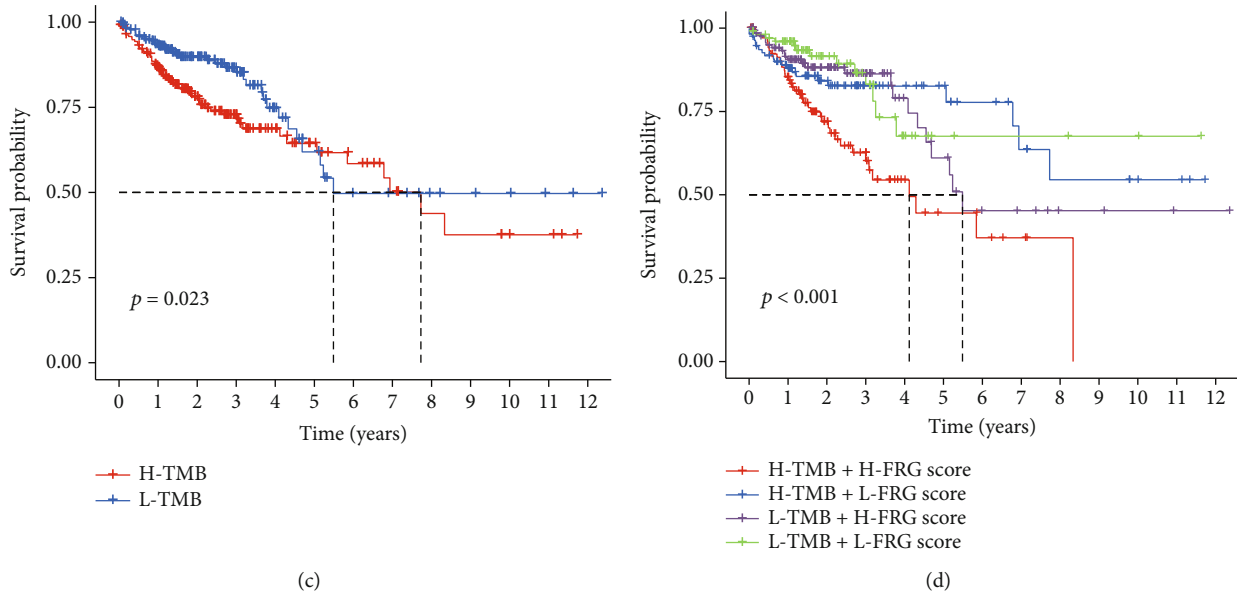 1.00
0.75
0.50
0.25
0.00
Survival probability
p = 0.023
0 1 2 3 4 5 6 7 8 9 10 11 12
Time (years)
H-TMB
L-TMB
(c)
1.00
0.75
0.50
0.25
0.00
Survival probability
p < 0.001
0 1 2 3 4 5 6 7 8 9 10 11 12
Time (years)
H-TMB + H-FRG score
H-TMB + L-FRG score
L-TMB + H-FRG score
L-TMB + L-FRG score
(d)